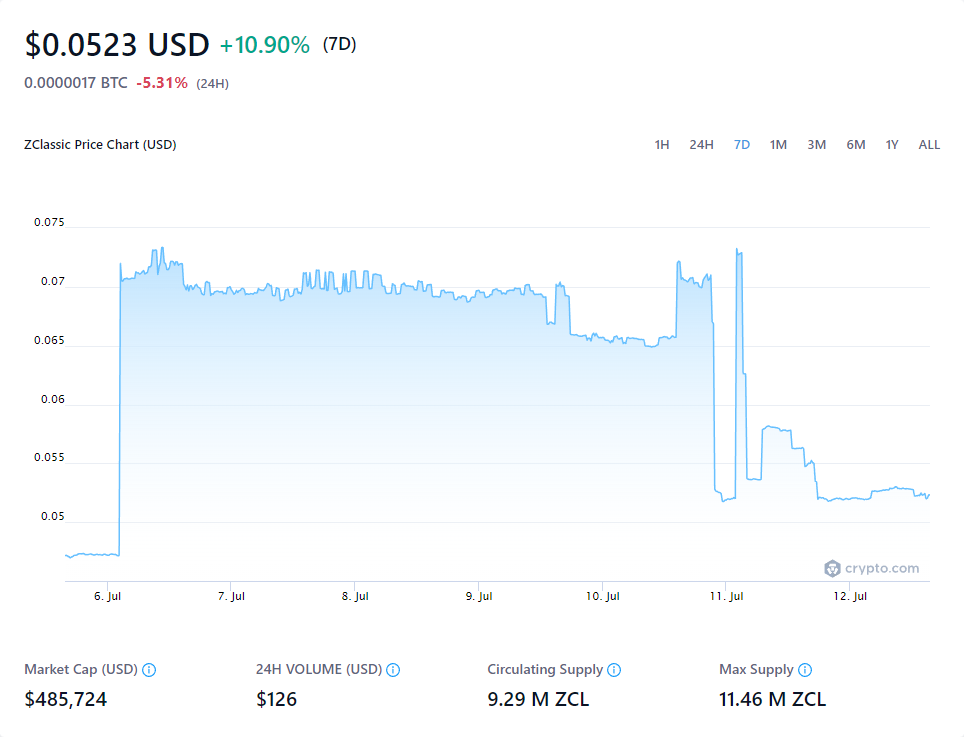 $0.0523 USD +10.90% (7D)
0.0000017 BTC -5.31% (24H)
ZClassic Price Chart (USD) 1H 24H 7D 1M 3M 6M 1Y ALL
0.075
0.07
0.065
0.06
0.055
0.05
crypto.com
6. Jul 7. Jul 8. Jul 9. Jul 10. Jul 11. Jul 12. Jul
Market Cap (USD) 24H VOLUME (USD) Circulating Supply Max Supply
$485,724 $126 9.29 M ZCL 11.46 M ZCL